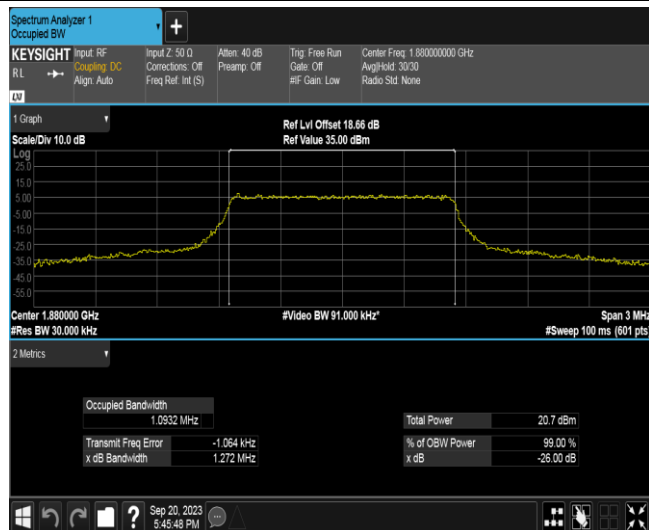 Spectrum Analyzer 1
Occupied BW
+
KEYSIGHT
RL
LXI
Input: RF
Coupling: DC
Align: Auto
Input Z: 50 Ω
Corrections: Off
Freq Ref: Int (S)
Atten: 40 dB
Preamp: Off
Trig: Free Run
Gate: Off
#IF Gain: Low
Center Freq: 1.880000000 GHz
Avg|Hold: 30/30
Radio Std: None
1 Graph
Scale/Div 10.0 dB
Ref Lvl Offset 18.66 dB
Ref Value 35.00 dBm
Log
25.0
15.0
5.00
-5.00
-15.0
-25.0
-35.0
-45.0
-55.0
Center 1.880000 GHz
#Res BW 30.000 kHz
#Video BW 91.000 kHz*
Span 3 MHz
#Sweep 100 ms (601 pts)
2 Metrics
Occupied Bandwidth
1.0932 MHz
Total Power 20.7 dBm
Transmit Freq Error -1.064 kHz
% of OBW Power 99.00 %
x dB Bandwidth 1.272 MHz
x dB -26.00 dB
?
Sep 20, 2023
5:45:48 PM